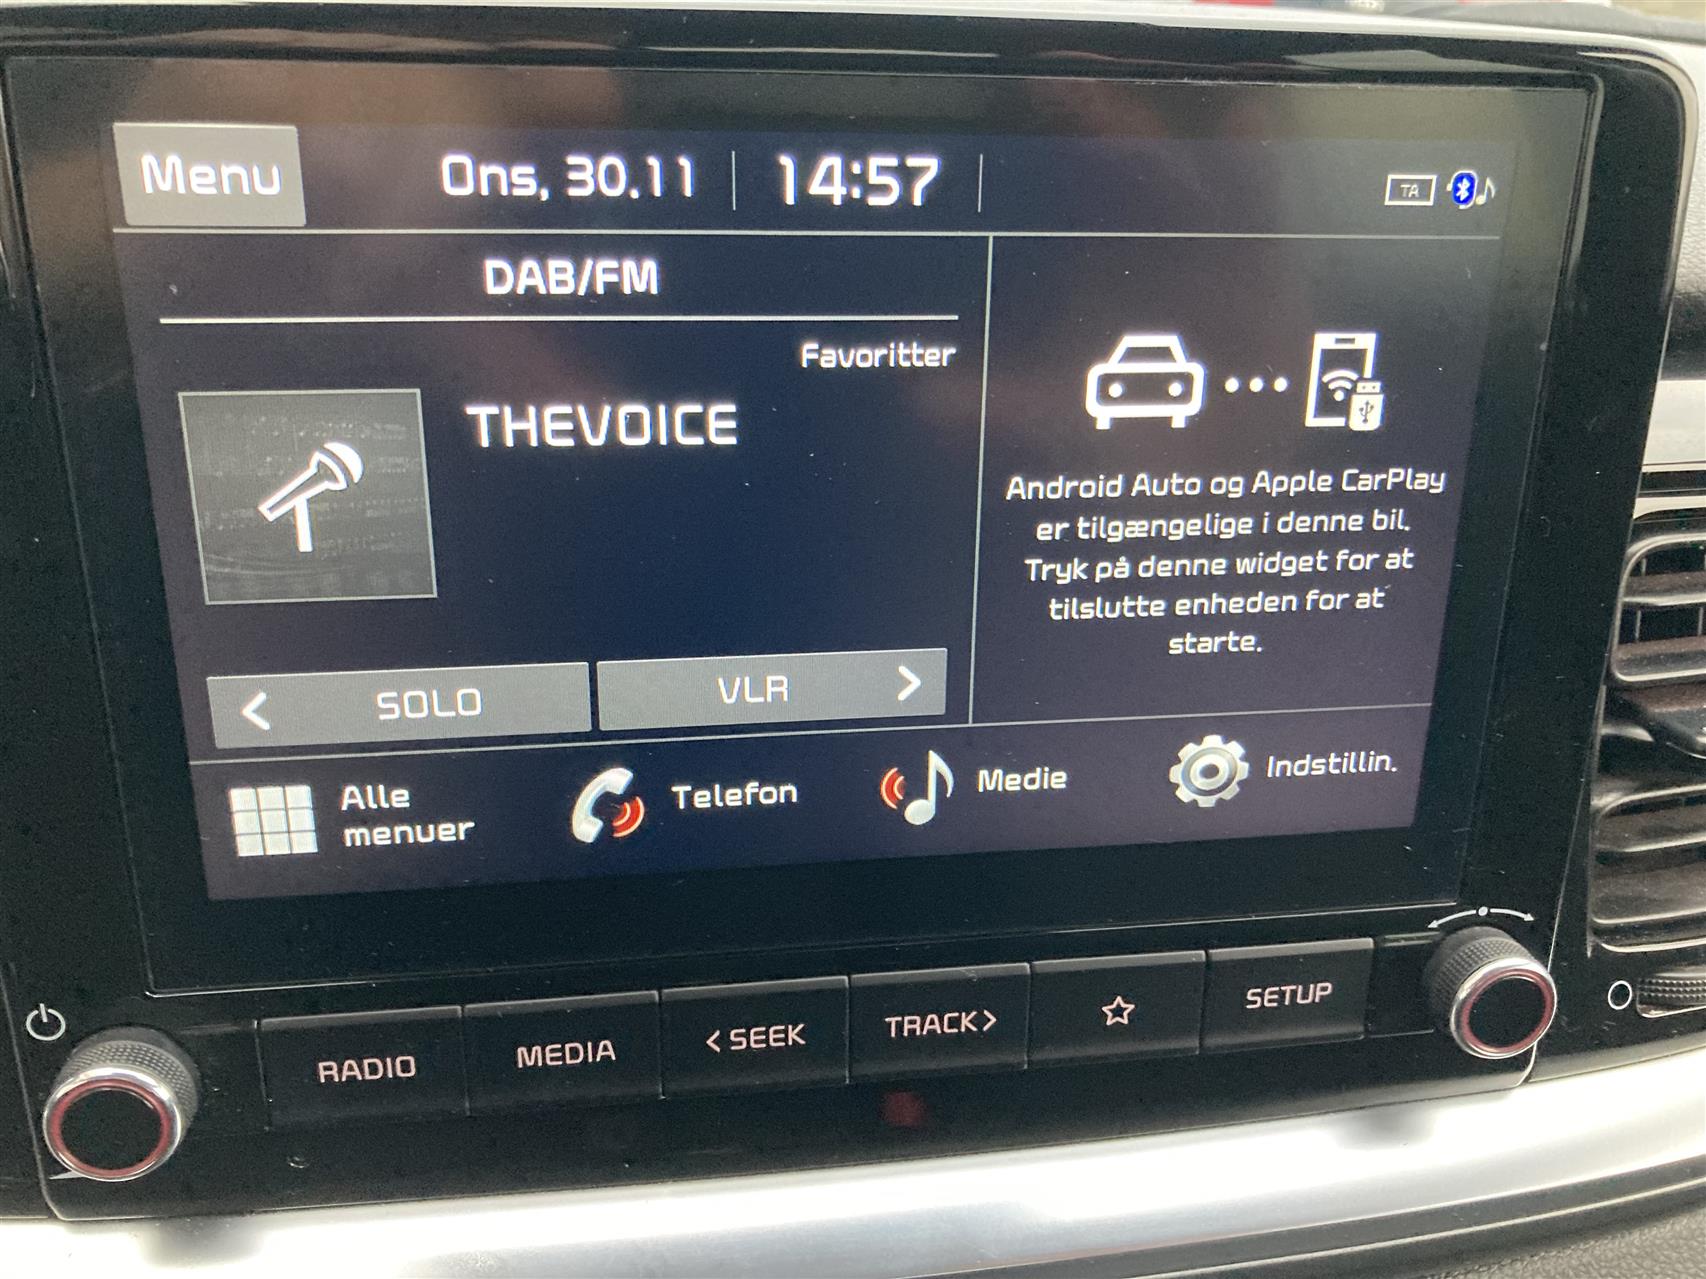 Menu
Ons, 30.11
14:57
TA
DAB/FM
Favoritter
THEVOICE
< SOLO
VLR >
Android Auto og Apple CarPlay
er tilgængelige i denne bil.
Tryk på denne widget for at
tilslutte enheden for at
starte.
Alle
menuer
Telefon
Medie
Indstillin.
RADIO
MEDIA
< SEEK
TRACK >
SETUP